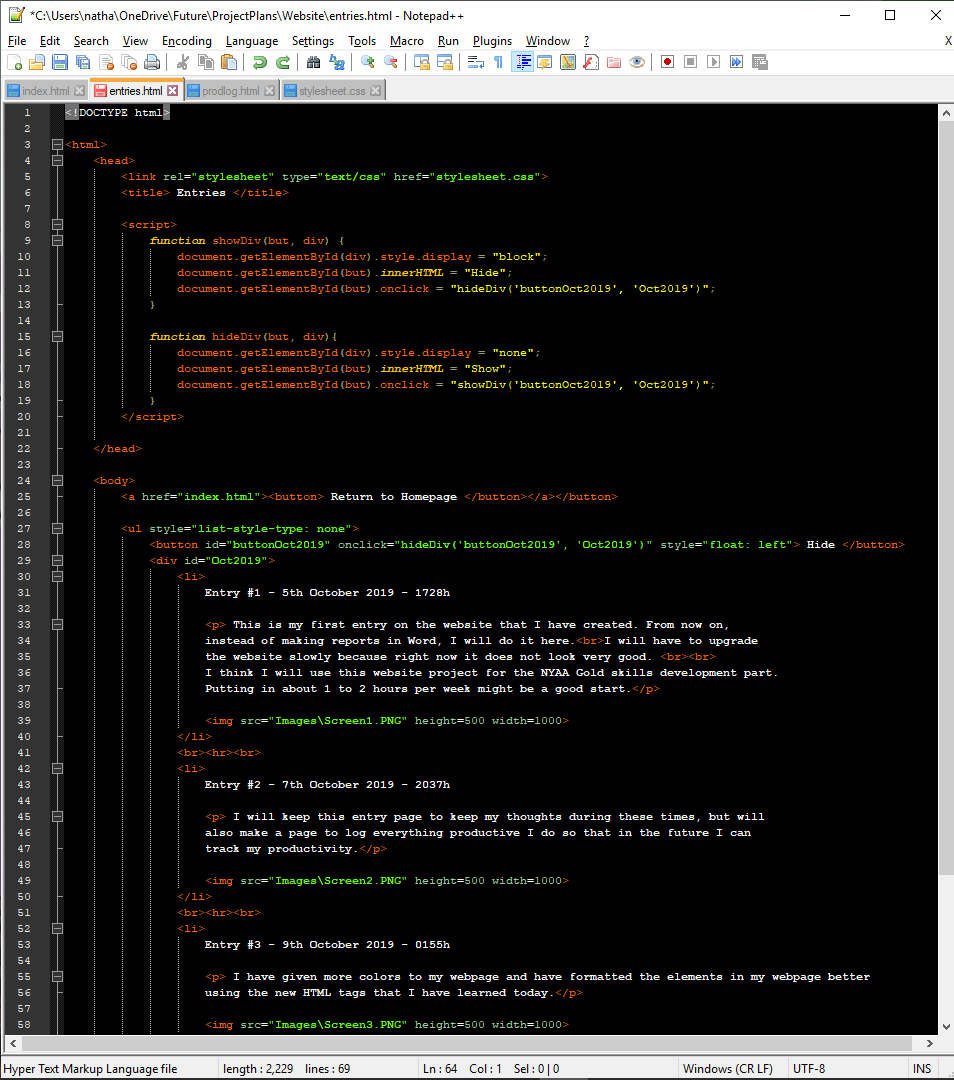 *C:\Users\natha\OneDrive\Future\ProjectPlans\Website\entries.html - Notepad++
File Edit Search View Encoding Language Settings Tools Macro Run Plugins Window ? X
index.html entries.html prodlog.html stylesheet.css
1 <!DOCTYPE html>
2
3 <html>
4 <head>
5 <link rel="stylesheet" type="text/css" href="stylesheet.css">
6 <title> Entries </title>
7
8 <script>
9 function showDiv(but, div) {
10 document.getElementById(div).style.display = "block";
11 document.getElementById(but).innerHTML = "Hide";
12 document.getElementById(but).onclick = "hideDiv('buttonOct2019', 'Oct2019')";
13 }
14
15 function hideDiv(but, div){
16 document.getElementById(div).style.display = "none";
17 document.getElementById(but).innerHTML = "Show";
18 document.getElementById(but).onclick = "showDiv('buttonOct2019', 'Oct2019')";
19 }
20 </script>
21
22 </head>
23
24 <body>
25 <a href="index.html"><button> Return to Homepage </button></a></button>
26
27 <ul style="list-style-type: none">
28 <button id="buttonOct2019" onclick="hideDiv('buttonOct2019', 'Oct2019')" style="float: left"> Hide </button>
29 <div id="Oct2019">
30 <li>
31 Entry #1 - 5th October 2019 - 1728h
32
33 <p> This is my first entry on the website that I have created. From now on,
34 instead of making reports in Word, I will do it here.<br>I will have to upgrade
35 the website slowly because right now it does not look very good. <br><br>
36 I think I will use this website project for the NYAA Gold skills development part.
37 Putting in about 1 to 2 hours per week might be a good start.</p>
38
39 <img src="Images\Screen1.PNG" height=500 width=1000>
40 </li>
41 <br><hr><br>
42 <li>
43 Entry #2 - 7th October 2019 - 2037h
44
45 <p> I will keep this entry page to keep my thoughts during these times, but will
46 also make a page to log everything productive I do so that in the future I can
47 track my productivity.</p>
48
49 <img src="Images\Screen2.PNG" height=500 width=1000>
50 </li>
51 <br><hr><br>
52 <li>
53 Entry #3 - 9th October 2019 - 0155h
54
55 <p> I have given more colors to my webpage and have formatted the elements in my webpage better
56 using the new HTML tags that I have learned today.</p>
57
58 <img src="Images\Screen3.PNG" height=500 width=1000>
Hyper Text Markup Language file length : 2,229 lines : 69 Ln : 64 Col : 1 Sel : 0 | 0 Windows (CR LF) UTF-8 INS